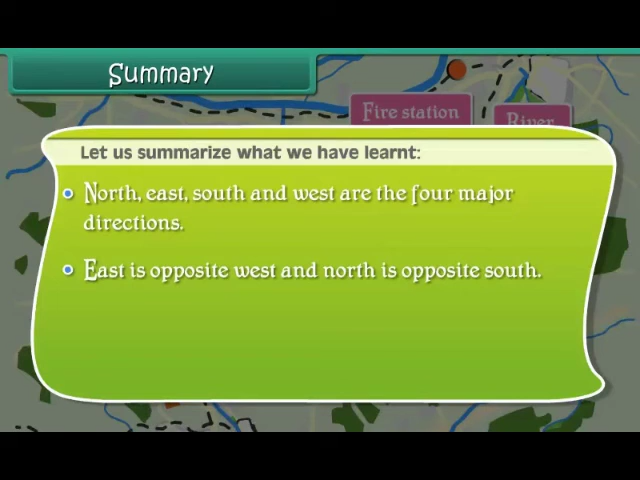 Summary
Fire station
River
Let us summarize what we have learnt:
North, east, south and west are the four major
directions.
East is opposite west and north is opposite south.